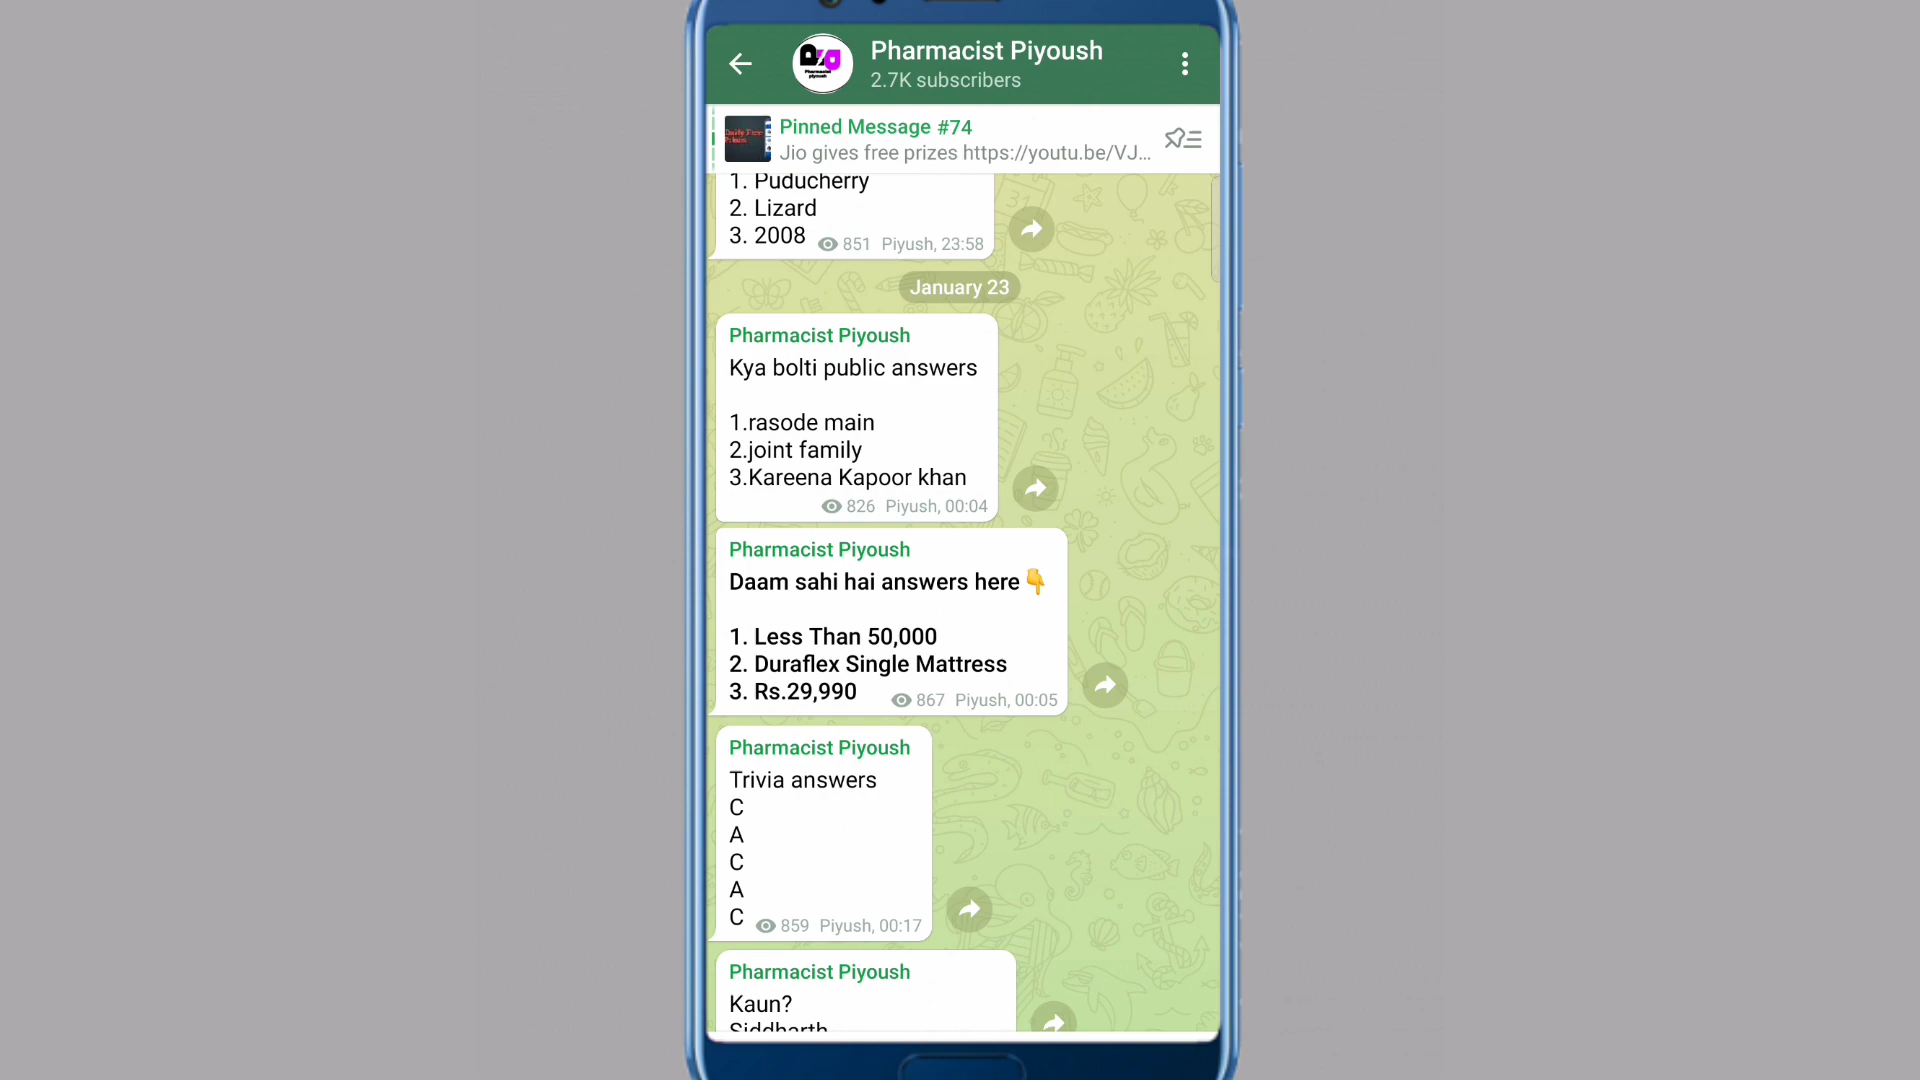 Pharmacist Piyoush
2.7K subscribers
Pinned Message #74
Jio gives free prizes https://youtu.be/VJ...
1. Puducherry
2. Lizard
3. 2008
851 Piyush, 23:58
January 23
Pharmacist Piyoush
Kya bolti public answers
1.rasode main
2.joint family
3.Kareena Kapoor khan
826 Piyush, 00:04
Pharmacist Piyoush
Daam sahi hai answers here👇
1. Less Than 50,000
2. Duraflex Single Mattress
3. Rs.29,990
867 Piyush, 00:05
Pharmacist Piyoush
Trivia answers
C
A
C
A
C
859 Piyush, 00:17
Pharmacist Piyoush
Kaun?
Siddharth